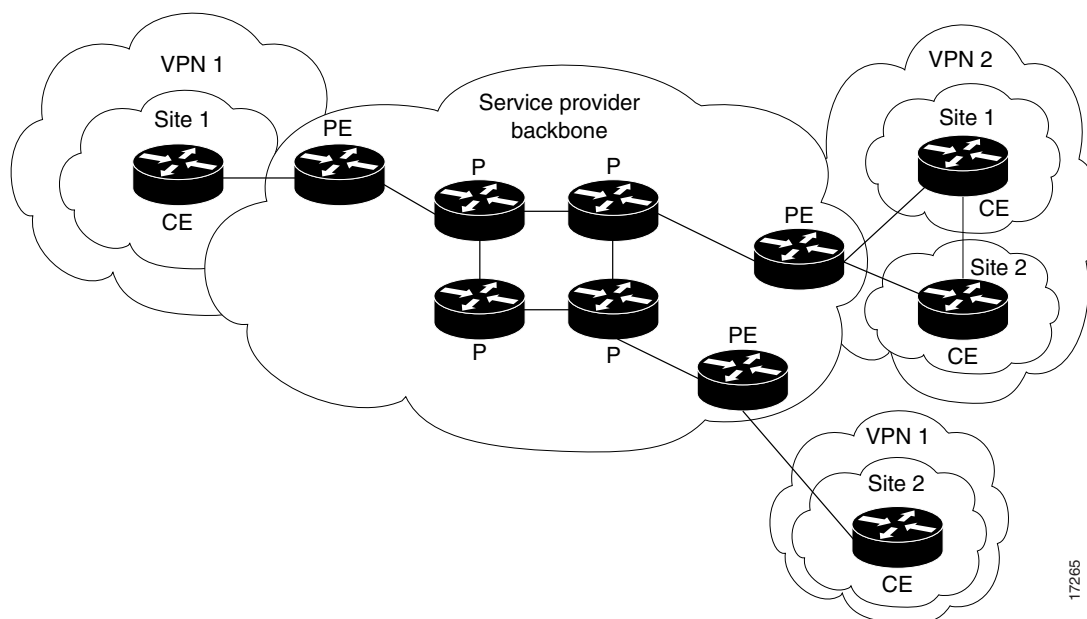 VPN 1
Site 1
CE
PE
Service provider
backbone
P
P
P
P
PE
PE
VPN 2
Site 1
CE
Site 2
CE
VPN 1
Site 2
CE
17265